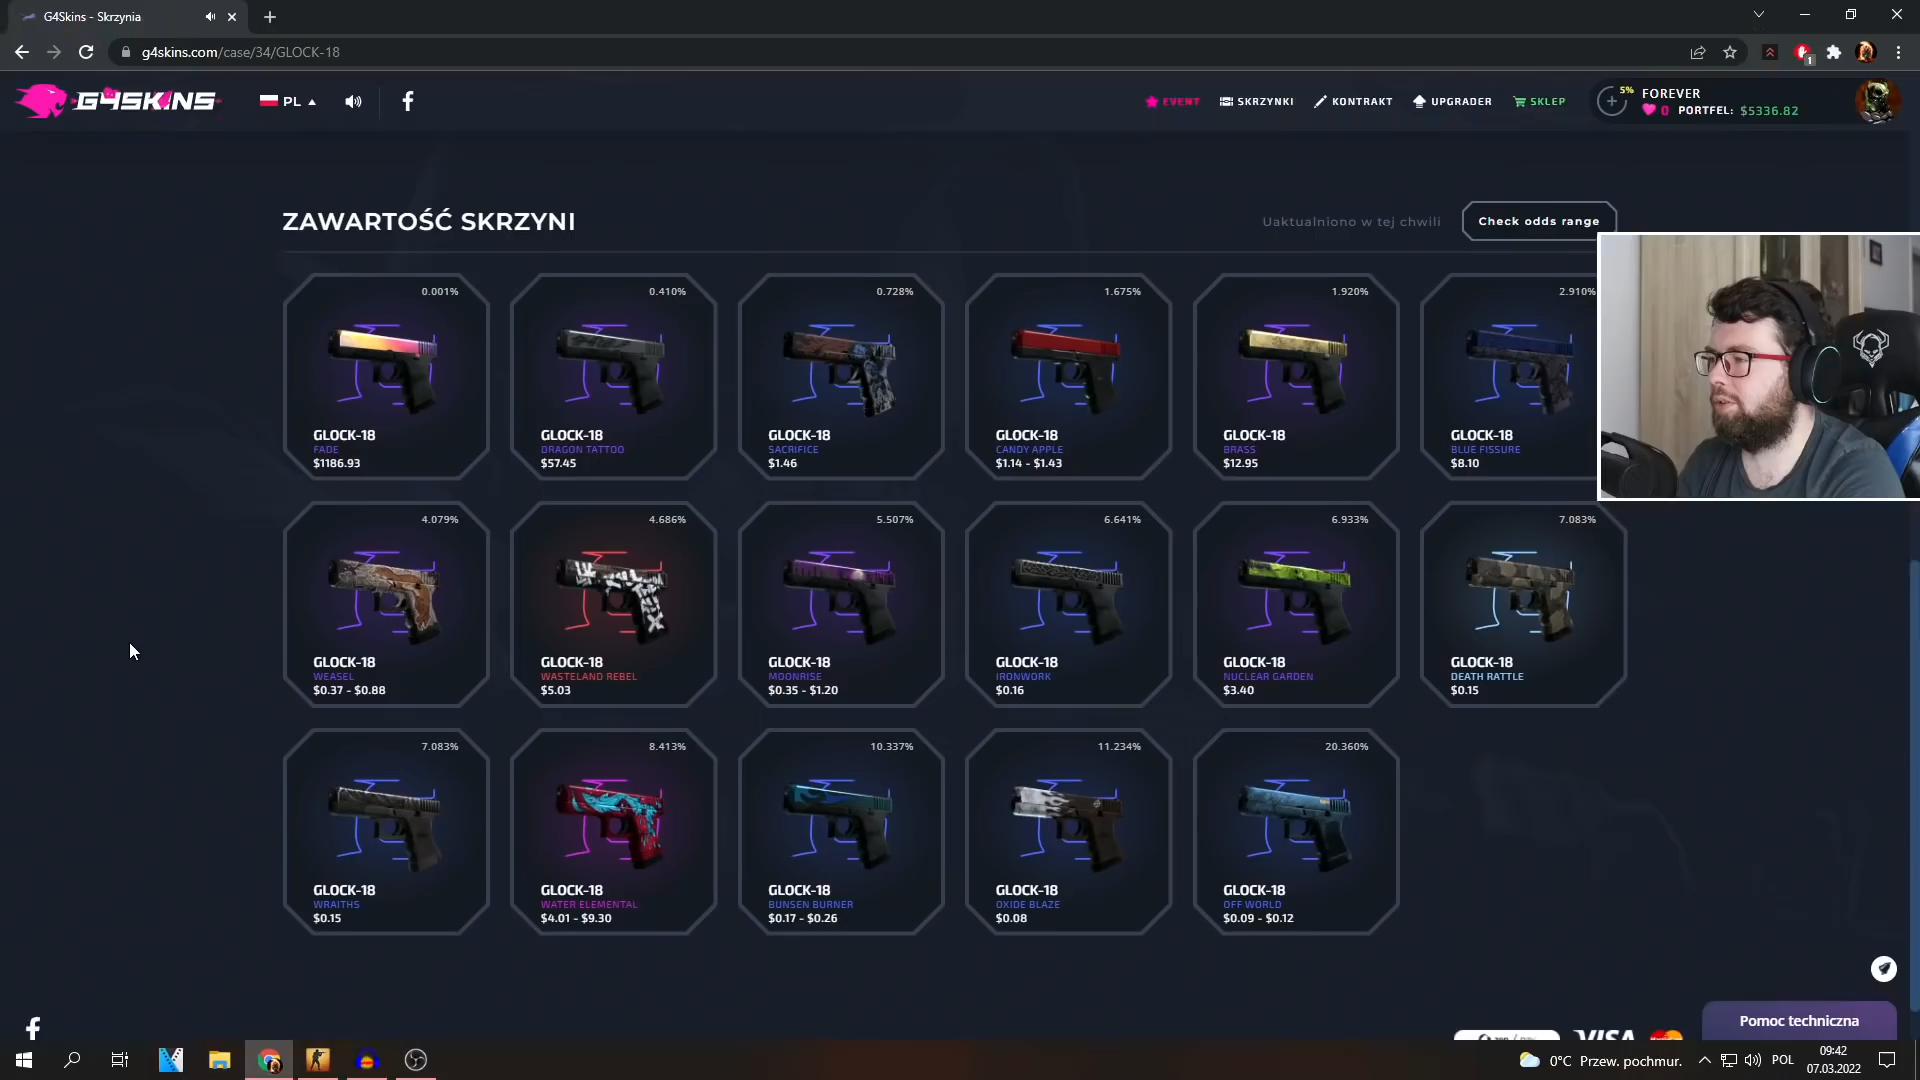 G4Skins - Skrzynia
g4skins.com/case/34/GLOCK-18
1
G4SKINS
PL
EVENT
SKRZYNKI
KONTRAKT
UPGRADER
SKLEP
5%
FOREVER
0 PORTFEL: $5336.82
ZAWARTOŚĆ SKRZYNI
Uaktualniono w tej chwili
Check odds range
0.001%
GLOCK-18
FADE
$1186.93
0.410%
GLOCK-18
DRAGON TATTOO
$57.45
0.728%
GLOCK-18
SACRIFICE
$1.46
1.675%
GLOCK-18
CANDY APPLE
$1.14 - $1.43
1.920%
GLOCK-18
BRASS
$12.95
2.910%
GLOCK-18
BLUE FISSURE
$8.10
4.079%
GLOCK-18
WEASEL
$0.37 - $0.88
4.686%
GLOCK-18
WASTELAND REBEL
$5.03
5.507%
GLOCK-18
MOONRISE
$0.35 - $1.20
6.641%
GLOCK-18
IRONWORK
$0.16
6.933%
GLOCK-18
NUCLEAR GARDEN
$3.40
7.083%
GLOCK-18
DEATH RATTLE
$0.15
7.083%
GLOCK-18
WRAITHS
$0.15
8.413%
GLOCK-18
WATER ELEMENTAL
$4.01 - $9.30
10.337%
GLOCK-18
BUNSEN BURNER
$0.17 - $0.26
11.234%
GLOCK-18
OXIDE BLAZE
$0.08
20.360%
GLOCK-18
OFF WORLD
$0.09 - $0.12
VISA
Pomoc techniczna
0°C Przew. pochmur.
POL
09:42
07.03.2022